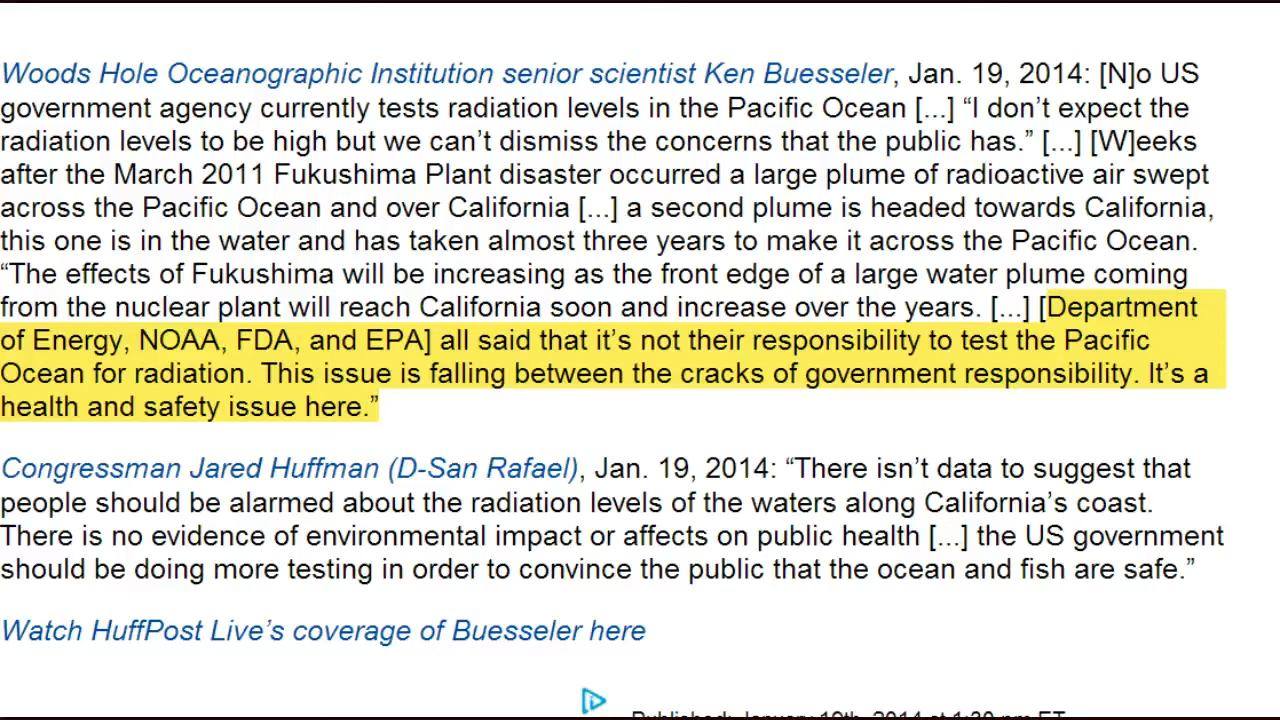 Woods Hole Oceanographic Institution senior scientist Ken Buesseler, Jan. 19, 2014: [N]o US
government agency currently tests radiation levels in the Pacific Ocean [...] “I don’t expect the
radiation levels to be high but we can’t dismiss the concerns that the public has.” [...] [W]eeks
after the March 2011 Fukushima Plant disaster occurred a large plume of radioactive air swept
across the Pacific Ocean and over California [...] a second plume is headed towards California,
this one is in the water and has taken almost three years to make it across the Pacific Ocean.
“The effects of Fukushima will be increasing as the front edge of a large water plume coming
from the nuclear plant will reach California soon and increase over the years. [...] [Department
of Energy, NOAA, FDA, and EPA] all said that it’s not their responsibility to test the Pacific
Ocean for radiation. This issue is falling between the cracks of government responsibility. It’s a
health and safety issue here.”
Congressman Jared Huffman (D-San Rafael), Jan. 19, 2014: “There isn’t data to suggest that
people should be alarmed about the radiation levels of the waters along California’s coast.
There is no evidence of environmental impact or affects on public health [...] the US government
should be doing more testing in order to convince the public that the ocean and fish are safe.”
Watch HuffPost Live’s coverage of Buesseler here
Published: January 19th, 2014 at 1:30 pm ET